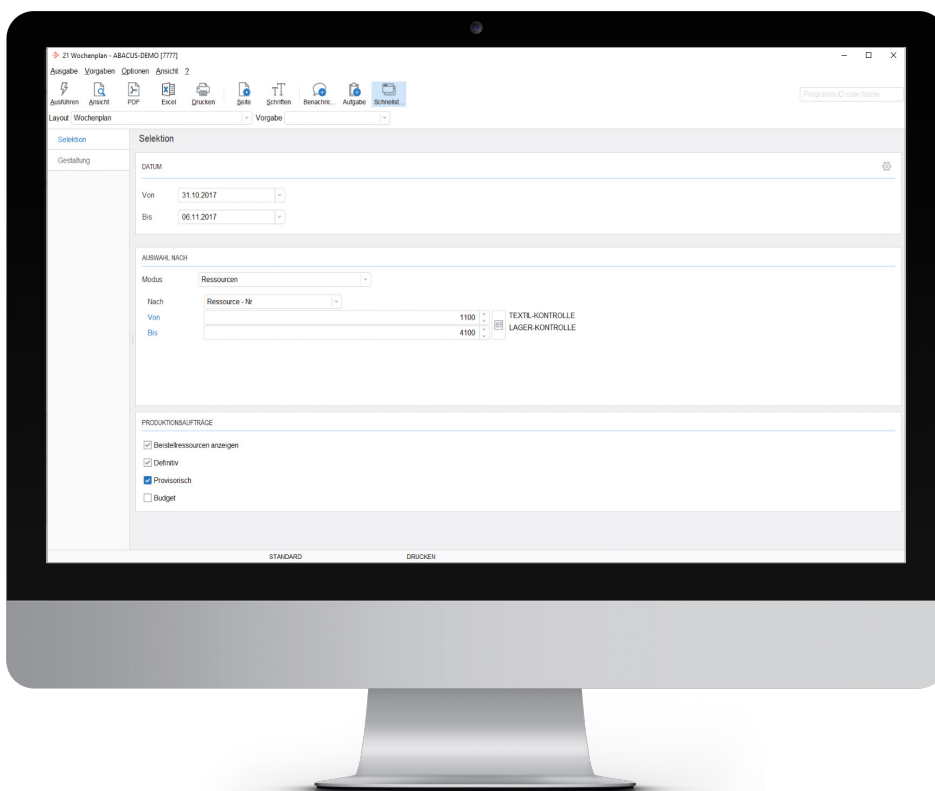 21 Wochenplan - ABACUS-DEMO [7777]
Ausgabe Vorgaben Optionen Ansicht ?
Ausführen Ansicht PDF Excel Drucken Seite Schriften Benachric... Aufgabe Schnellst...
Programm ID oder Name
Layout Wochenplan Vorgabe
Selektion
Gestaltung
Selektion
DATUM
Von 31.10.2017
Bis 06.11.2017
AUSWAHL NACH
Modus Ressourcen
Nach Ressource - Nr
Von 1100 TEXTIL-KONTROLLE
Bis 4100 LAGER-KONTROLLE
PRODUKTIONSAUFTRÄGE
Beistellressourcen anzeigen
Definitiv
Provisorisch
Budget
STANDARD DRUCKEN